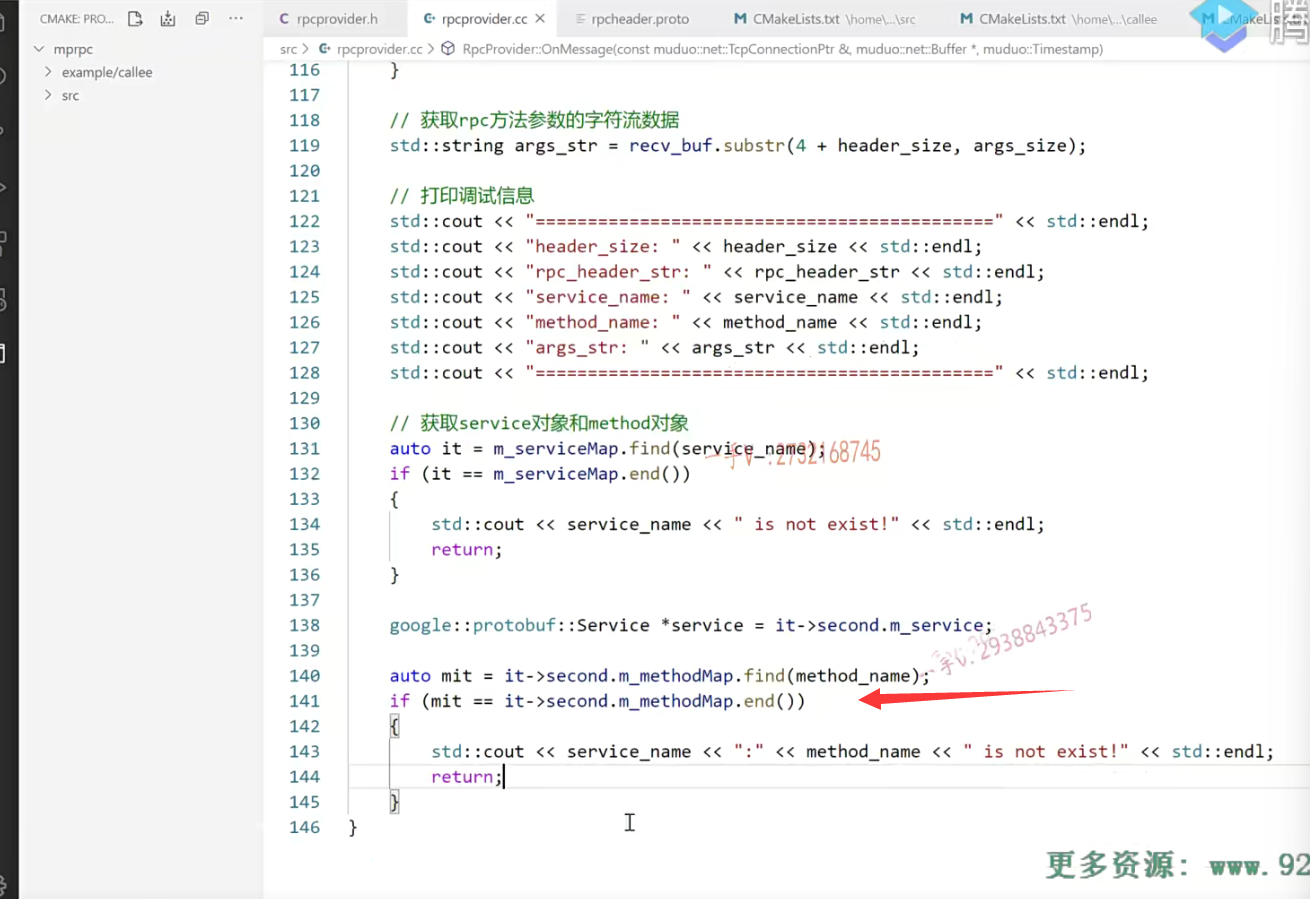 CMAKE: PRO...
rpcprovider.h
rpcprovider.cc
rpcheader.proto
CMakeLists.txt \home\...\src
CMakeLists.txt \home\...\callee
腾
mprpc
example/callee
src
src > rpcprovider.cc > RpcProvider::OnMessage(const muduo::net::TcpConnectionPtr &, muduo::net::Buffer *, muduo::Timestamp)
116 }
117
118 // 获取rpc方法参数的字符流数据
119 std::string args_str = recv_buf.substr(4 + header_size, args_size);
120
121 // 打印调试信息
122 std::cout << "============================================" << std::endl;
123 std::cout << "header_size: " << header_size << std::endl;
124 std::cout << "rpc_header_str: " << rpc_header_str << std::endl;
125 std::cout << "service_name: " << service_name << std::endl;
126 std::cout << "method_name: " << method_name << std::endl;
127 std::cout << "args_str: " << args_str << std::endl;
128 std::cout << "============================================" << std::endl;
129
130 // 获取service对象和method对象
131 auto it = m_serviceMap.find(service_name);
一手V:2732168745
132 if (it == m_serviceMap.end())
133 {
134 std::cout << service_name << " is not exist!" << std::endl;
135 return;
136 }
137
138 google::protobuf::Service *service = it->second.m_service;
一手V:2938843375
139
140 auto mit = it->second.m_methodMap.find(method_name);
141 if (mit == it->second.m_methodMap.end())
142 {
143 std::cout << service_name << ":" << method_name << " is not exist!" << std::endl;
144 return;
145 }
146 }
更多资源: www.92